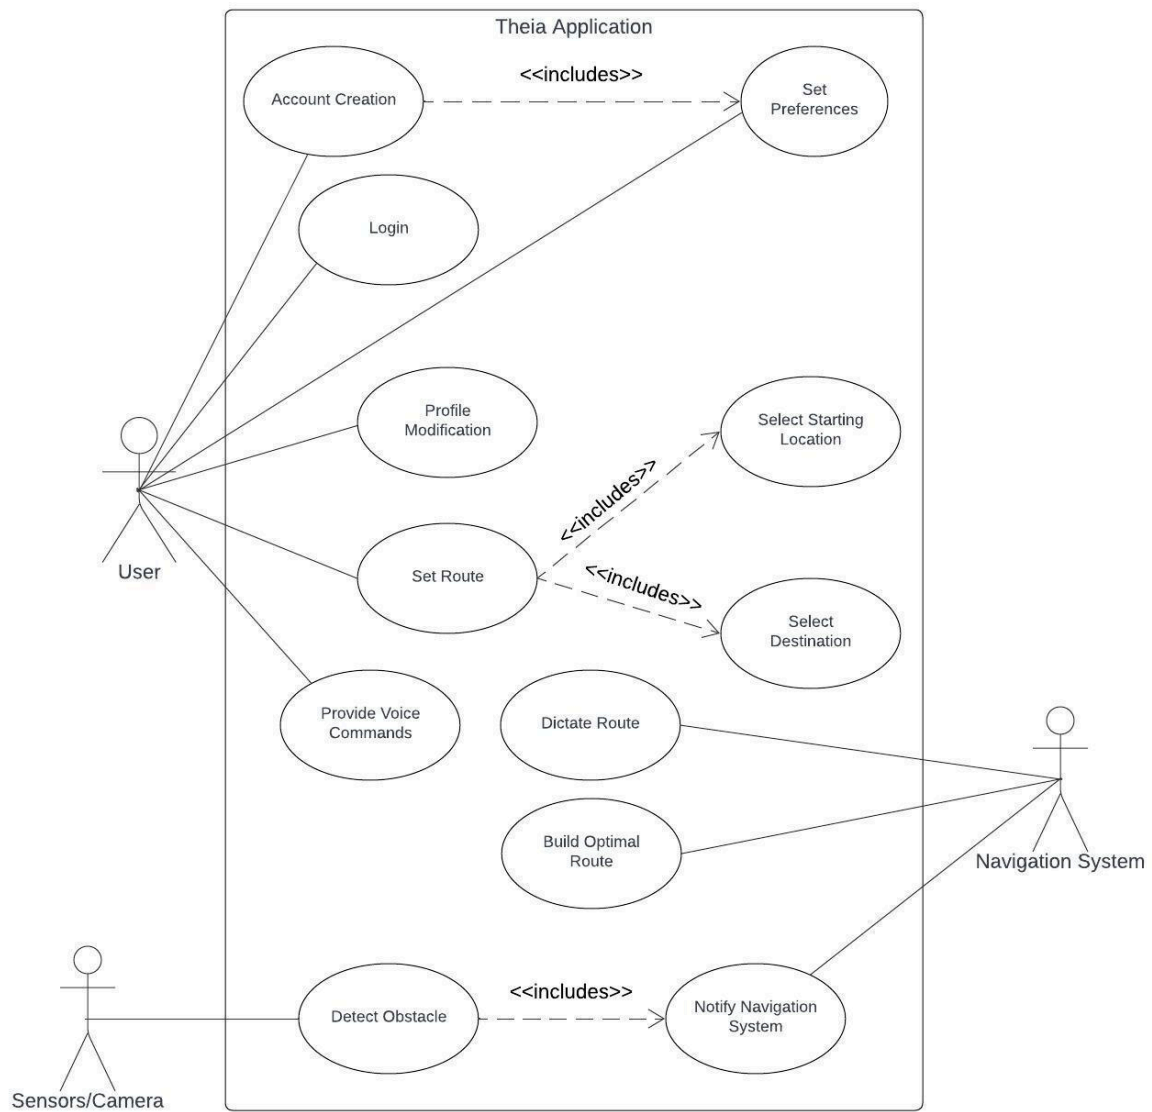 Theia Application
Account Creation
<<includes>>
Set
Preferences
Login
Profile
Modification
Select Starting
Location
<<includes>>
User
Set Route
<<includes>>
Select
Destination
Provide Voice
Commands
Dictate Route
Build Optimal
Route
Navigation System
Detect Obstacle
<<includes>>
Notify Navigation
System
Sensors/Camera